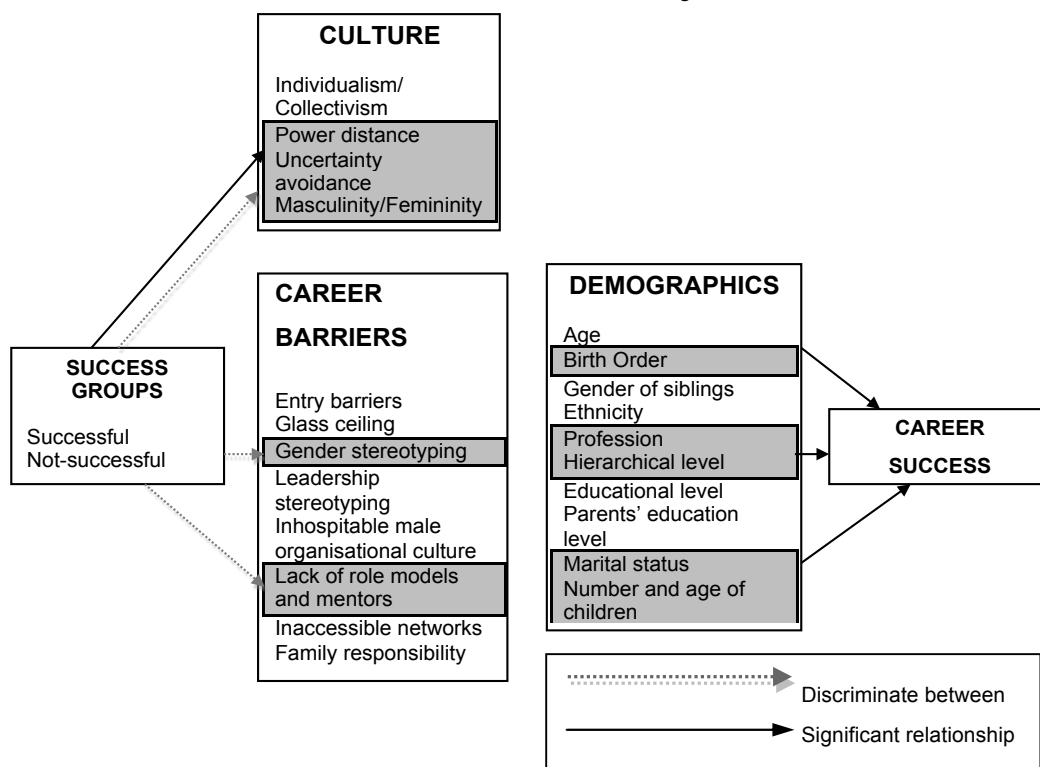 CULTURE
Individualism/
Collectivism
Power distance
Uncertainty
avoidance
Masculinity/Femininity
SUCCESS
GROUPS
Successful
Not-successful
CAREER
BARRIERS
Entry barriers
Glass ceiling
Gender stereotyping
Leadership
stereotyping
Inhospitable male
organisational culture
Lack of role models
and mentors
Inaccessible networks
Family responsibility
DEMOGRAPHICS
Age
Birth Order
Gender of siblings
Ethnicity
Profession
Hierarchical level
Educational level
Parents' education
level
Marital status
Number and age of
children
CAREER
SUCCESS
Discriminate between
Significant relationship